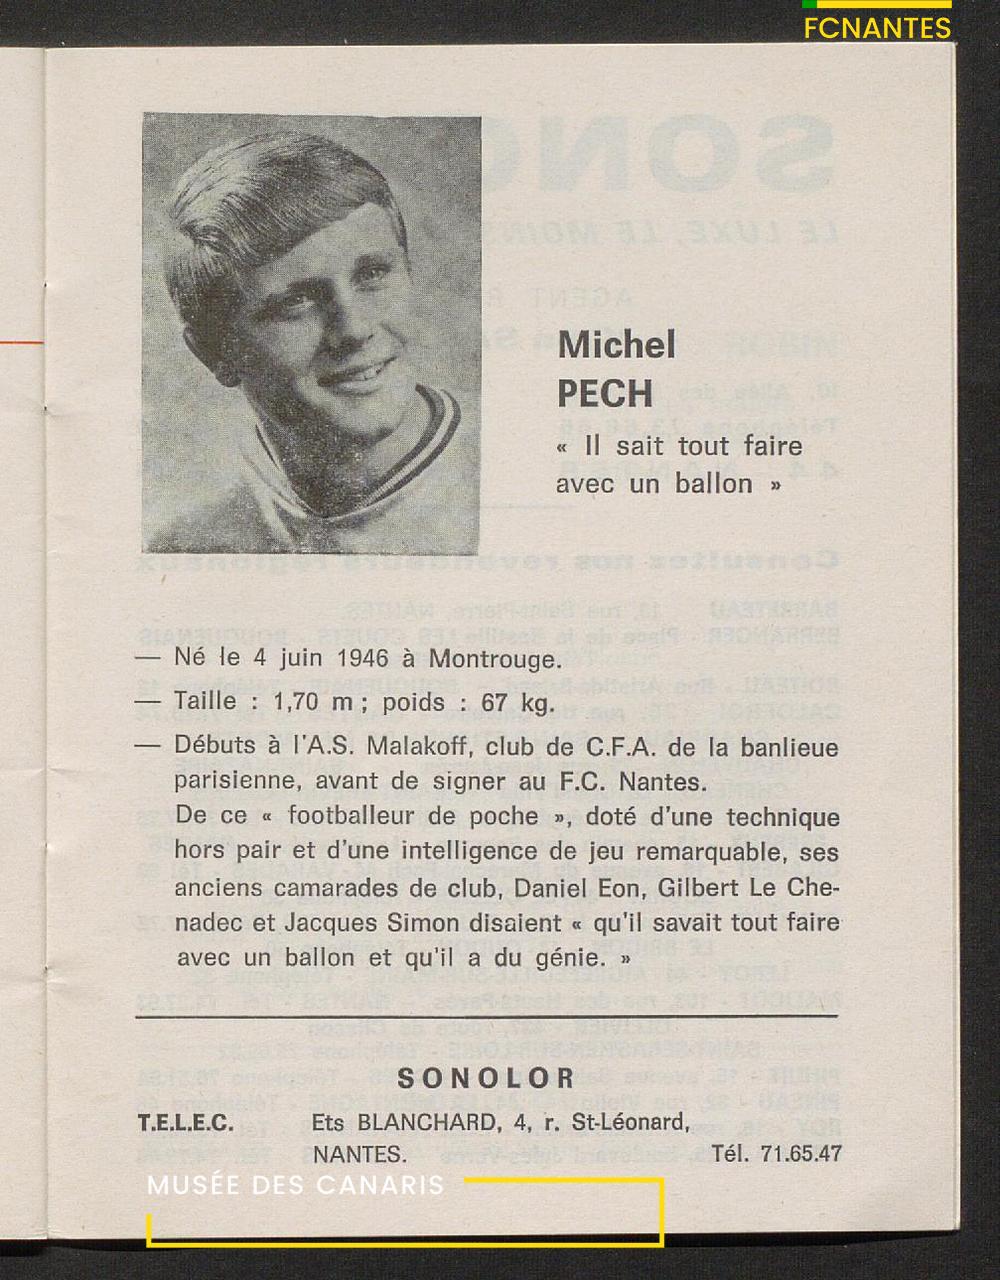 FCNANTES
Michel
PECH
« Il sait tout faire
avec un ballon »
— Né le 4 juin 1946 à Montrouge.
— Taille : 1,70 m ; poids : 67 kg.
— Débuts à l'A.S. Malakoff, club de C.F.A. de la banlieue
parisienne, avant de signer au F.C. Nantes.
De ce « footballeur de poche », doté d'une technique
hors pair et d'une intelligence de jeu remarquable, ses
anciens camarades de club, Daniel Eon, Gilbert Le Che-
nadec et Jacques Simon disaient « qu'il savait tout faire
avec un ballon et qu'il a du génie. »
SONOLOR
T.E.L.E.C. Ets BLANCHARD, 4, r. St-Léonard,
NANTES. Tél. 71.65.47
MUSÉE DES CANARIS